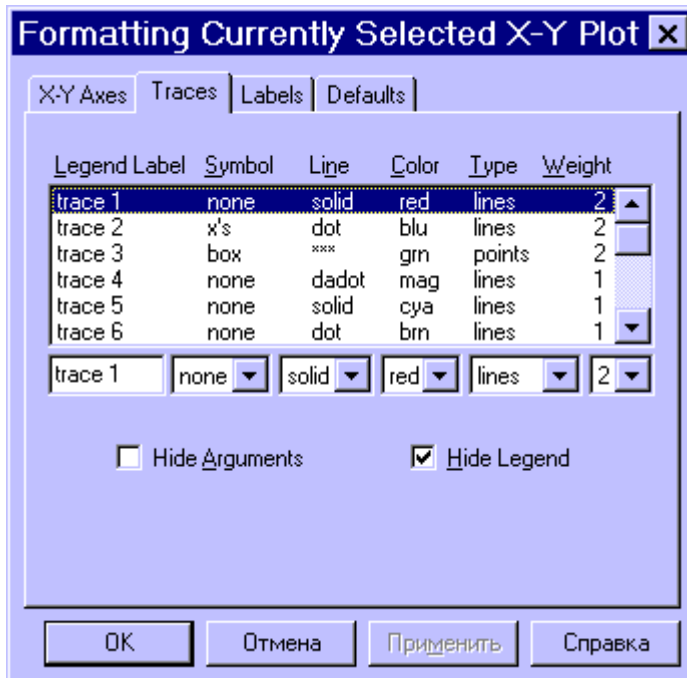 Formatting Currently Selected X-Y Plot
X-Y Axes Traces Labels Defaults
Legend Label Symbol Line Color Type Weight
trace 1 none solid red lines 2
trace 2 x's dot blu lines 2
trace 3 box *** grn points 2
trace 4 none dadot mag lines 1
trace 5 none solid cya lines 1
trace 6 none dot brn lines 1
trace 1 none solid red lines 2
Hide Arguments Hide Legend
OK Отмена Применить Справка